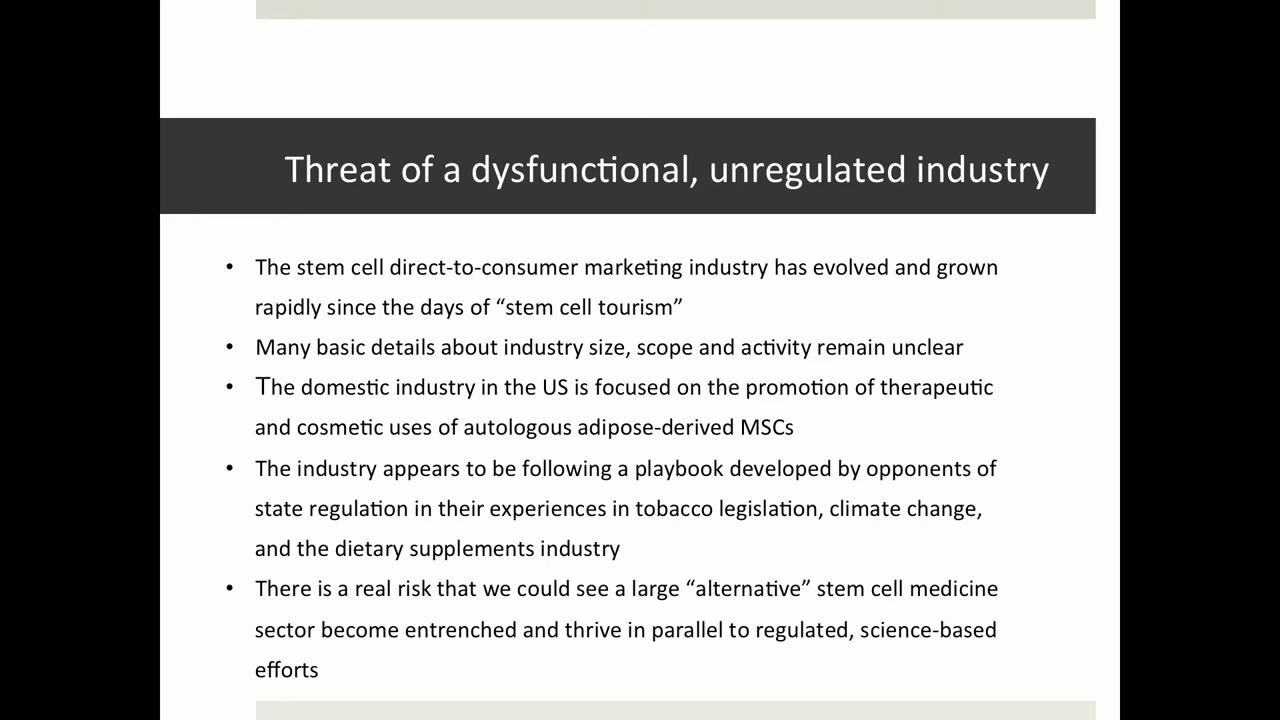 Threat of a dysfunctional, unregulated industry
• The stem cell direct-to-consumer marketing industry has evolved and grown
rapidly since the days of “stem cell tourism”
• Many basic details about industry size, scope and activity remain unclear
• The domestic industry in the US is focused on the promotion of therapeutic
and cosmetic uses of autologous adipose-derived MSCs
• The industry appears to be following a playbook developed by opponents of
state regulation in their experiences in tobacco legislation, climate change,
and the dietary supplements industry
• There is a real risk that we could see a large “alternative” stem cell medicine
sector become entrenched and thrive in parallel to regulated, science-based
efforts